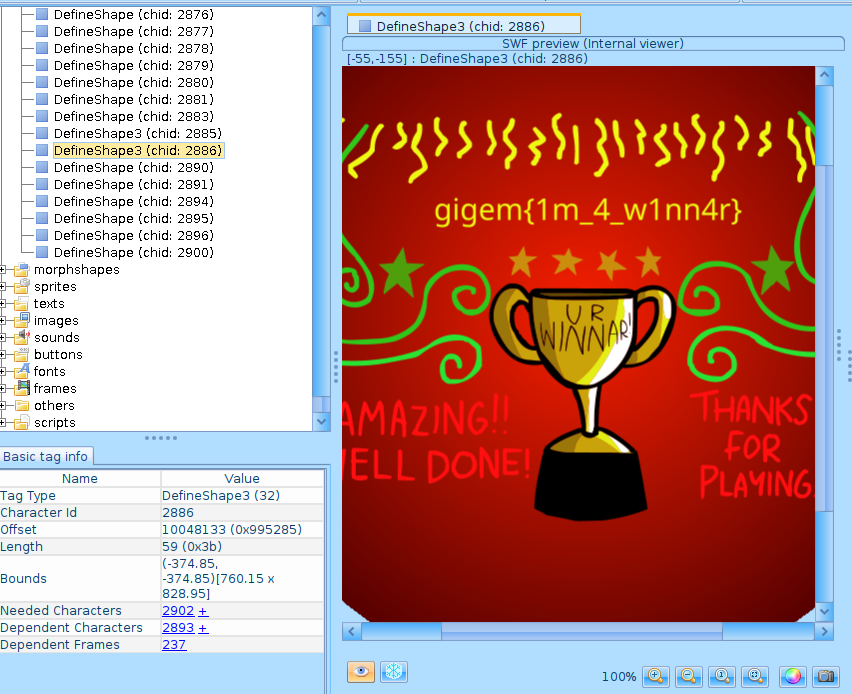 DefineShape (chid: 2876)
DefineShape (chid: 2877)
DefineShape (chid: 2878)
DefineShape (chid: 2879)
DefineShape (chid: 2880)
DefineShape (chid: 2881)
DefineShape (chid: 2883)
DefineShape3 (chid: 2885)
DefineShape3 (chid: 2886)
DefineShape (chid: 2890)
DefineShape (chid: 2891)
DefineShape (chid: 2894)
DefineShape (chid: 2895)
DefineShape (chid: 2896)
DefineShape (chid: 2900)
morphshapes
sprites
texts
images
sounds
buttons
fonts
frames
others
scripts
Basic tag info
Name Value
Tag Type DefineShape3 (32)
Character Id 2886
Offset 10048133 (0x995285)
Length 59 (0x3b)
Bounds (-374.85,
-374.85)[760.15 x
828.95]
Needed Characters 2902 +
Dependent Characters 2893 +
Dependent Frames 237
DefineShape3 (chid: 2886)
SWF preview (Internal viewer)
[-55,-155] : DefineShape3 (chid: 2886)
gigem{1m_4_w1nn4r}
U R
WINNAR!
AMAZING!!
ELL DONE!
THANKS
FOR
PLAYING
100%